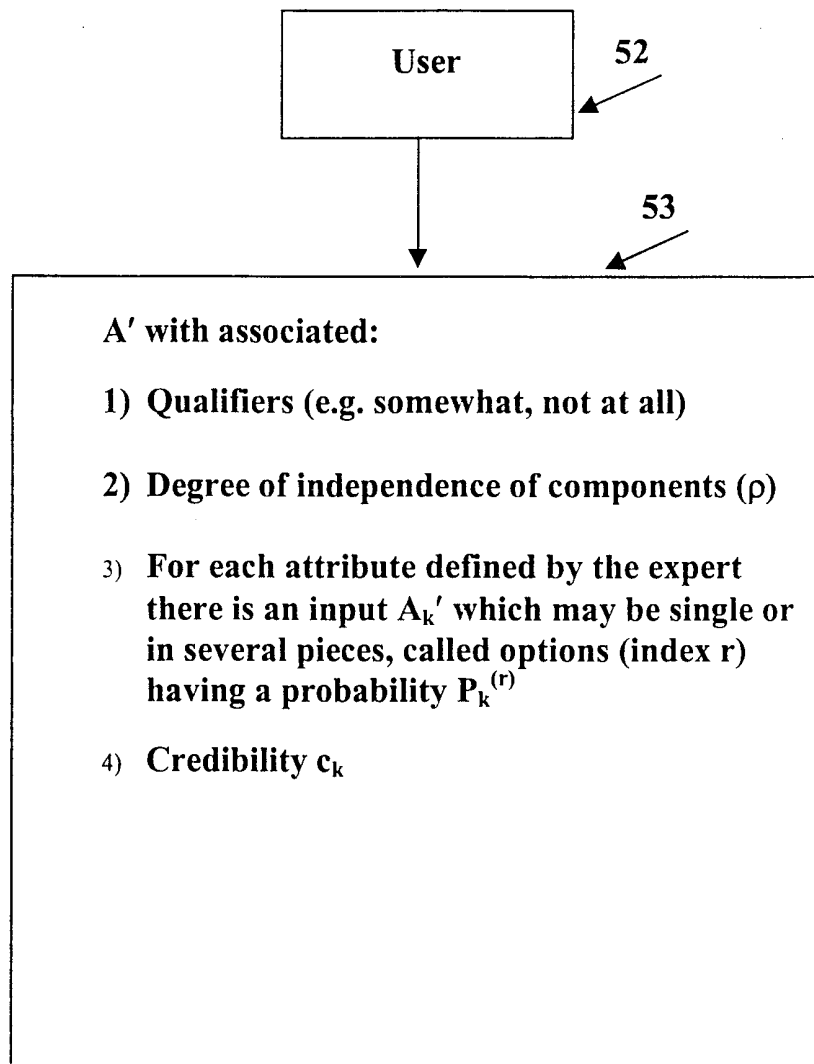 User
52
53
A′ with associated:
1) Qualifiers (e.g. somewhat, not at all)
2) Degree of independence of components (ρ)
3) For each attribute defined by the expert
there is an input Aₖ′ which may be single or
in several pieces, called options (index r)
having a probability Pₖ⁽ʳ⁾
4) Credibility cₖ